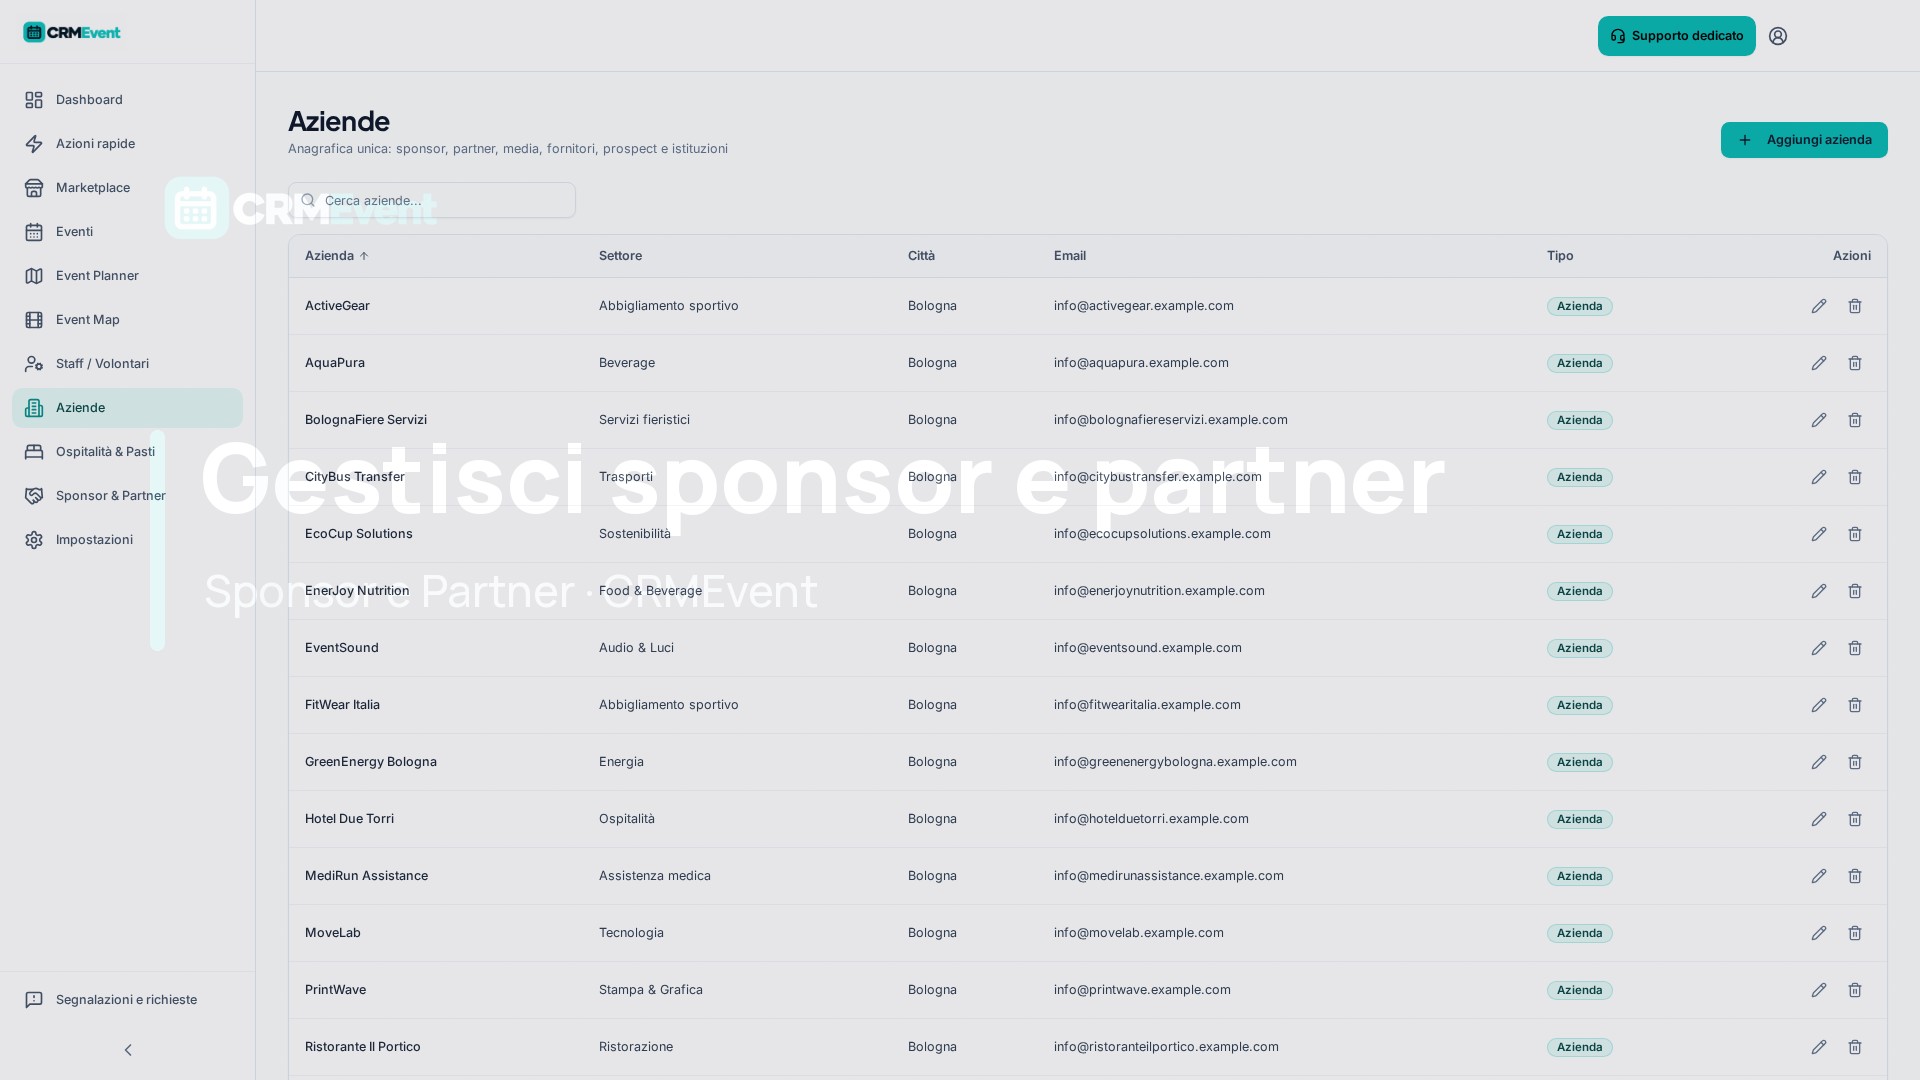 CRMEvent
Supporto dedicato
Dashboard
Azioni rapide
Marketplace
Eventi
Event Planner
Event Map
Staff / Volontari
Aziende
Ospitalità & Pasti
Sponsor & Partner
Impostazioni
Segnalazioni e richieste
Aziende
Anagrafica unica: sponsor, partner, media, fornitori, prospect e istituzioni
Aggiungi azienda
Cerca aziende...
CRMEvent
Gestisci sponsor e partner
Sponsor e Partner · CRMEvent
Azienda Settore Città Email Tipo Azioni
ActiveGear Abbigliamento sportivo Bologna info@activegear.example.com Azienda
AquaPura Beverage Bologna info@aquapura.example.com Azienda
BolognaFiere Servizi Servizi fieristici Bologna info@bolognafiereservizi.example.com Azienda
CityBus Transfer Trasporti Bologna info@citybustransfer.example.com Azienda
EcoCup Solutions Sostenibilità Bologna info@ecocupsolutions.example.com Azienda
EnerJoy Nutrition Food & Beverage Bologna info@enerjoynutrition.example.com Azienda
EventSound Audio & Luci Bologna info@eventsound.example.com Azienda
FitWear Italia Abbigliamento sportivo Bologna info@fitwearitalia.example.com Azienda
GreenEnergy Bologna Energia Bologna info@greenenergybologna.example.com Azienda
Hotel Due Torri Ospitalità Bologna info@hotelduetorri.example.com Azienda
MediRun Assistance Assistenza medica Bologna info@medirunassistance.example.com Azienda
MoveLab Tecnologia Bologna info@movelab.example.com Azienda
PrintWave Stampa & Grafica Bologna info@printwave.example.com Azienda
Ristorante Il Portico Ristorazione Bologna info@ristoranteilportico.example.com Azienda